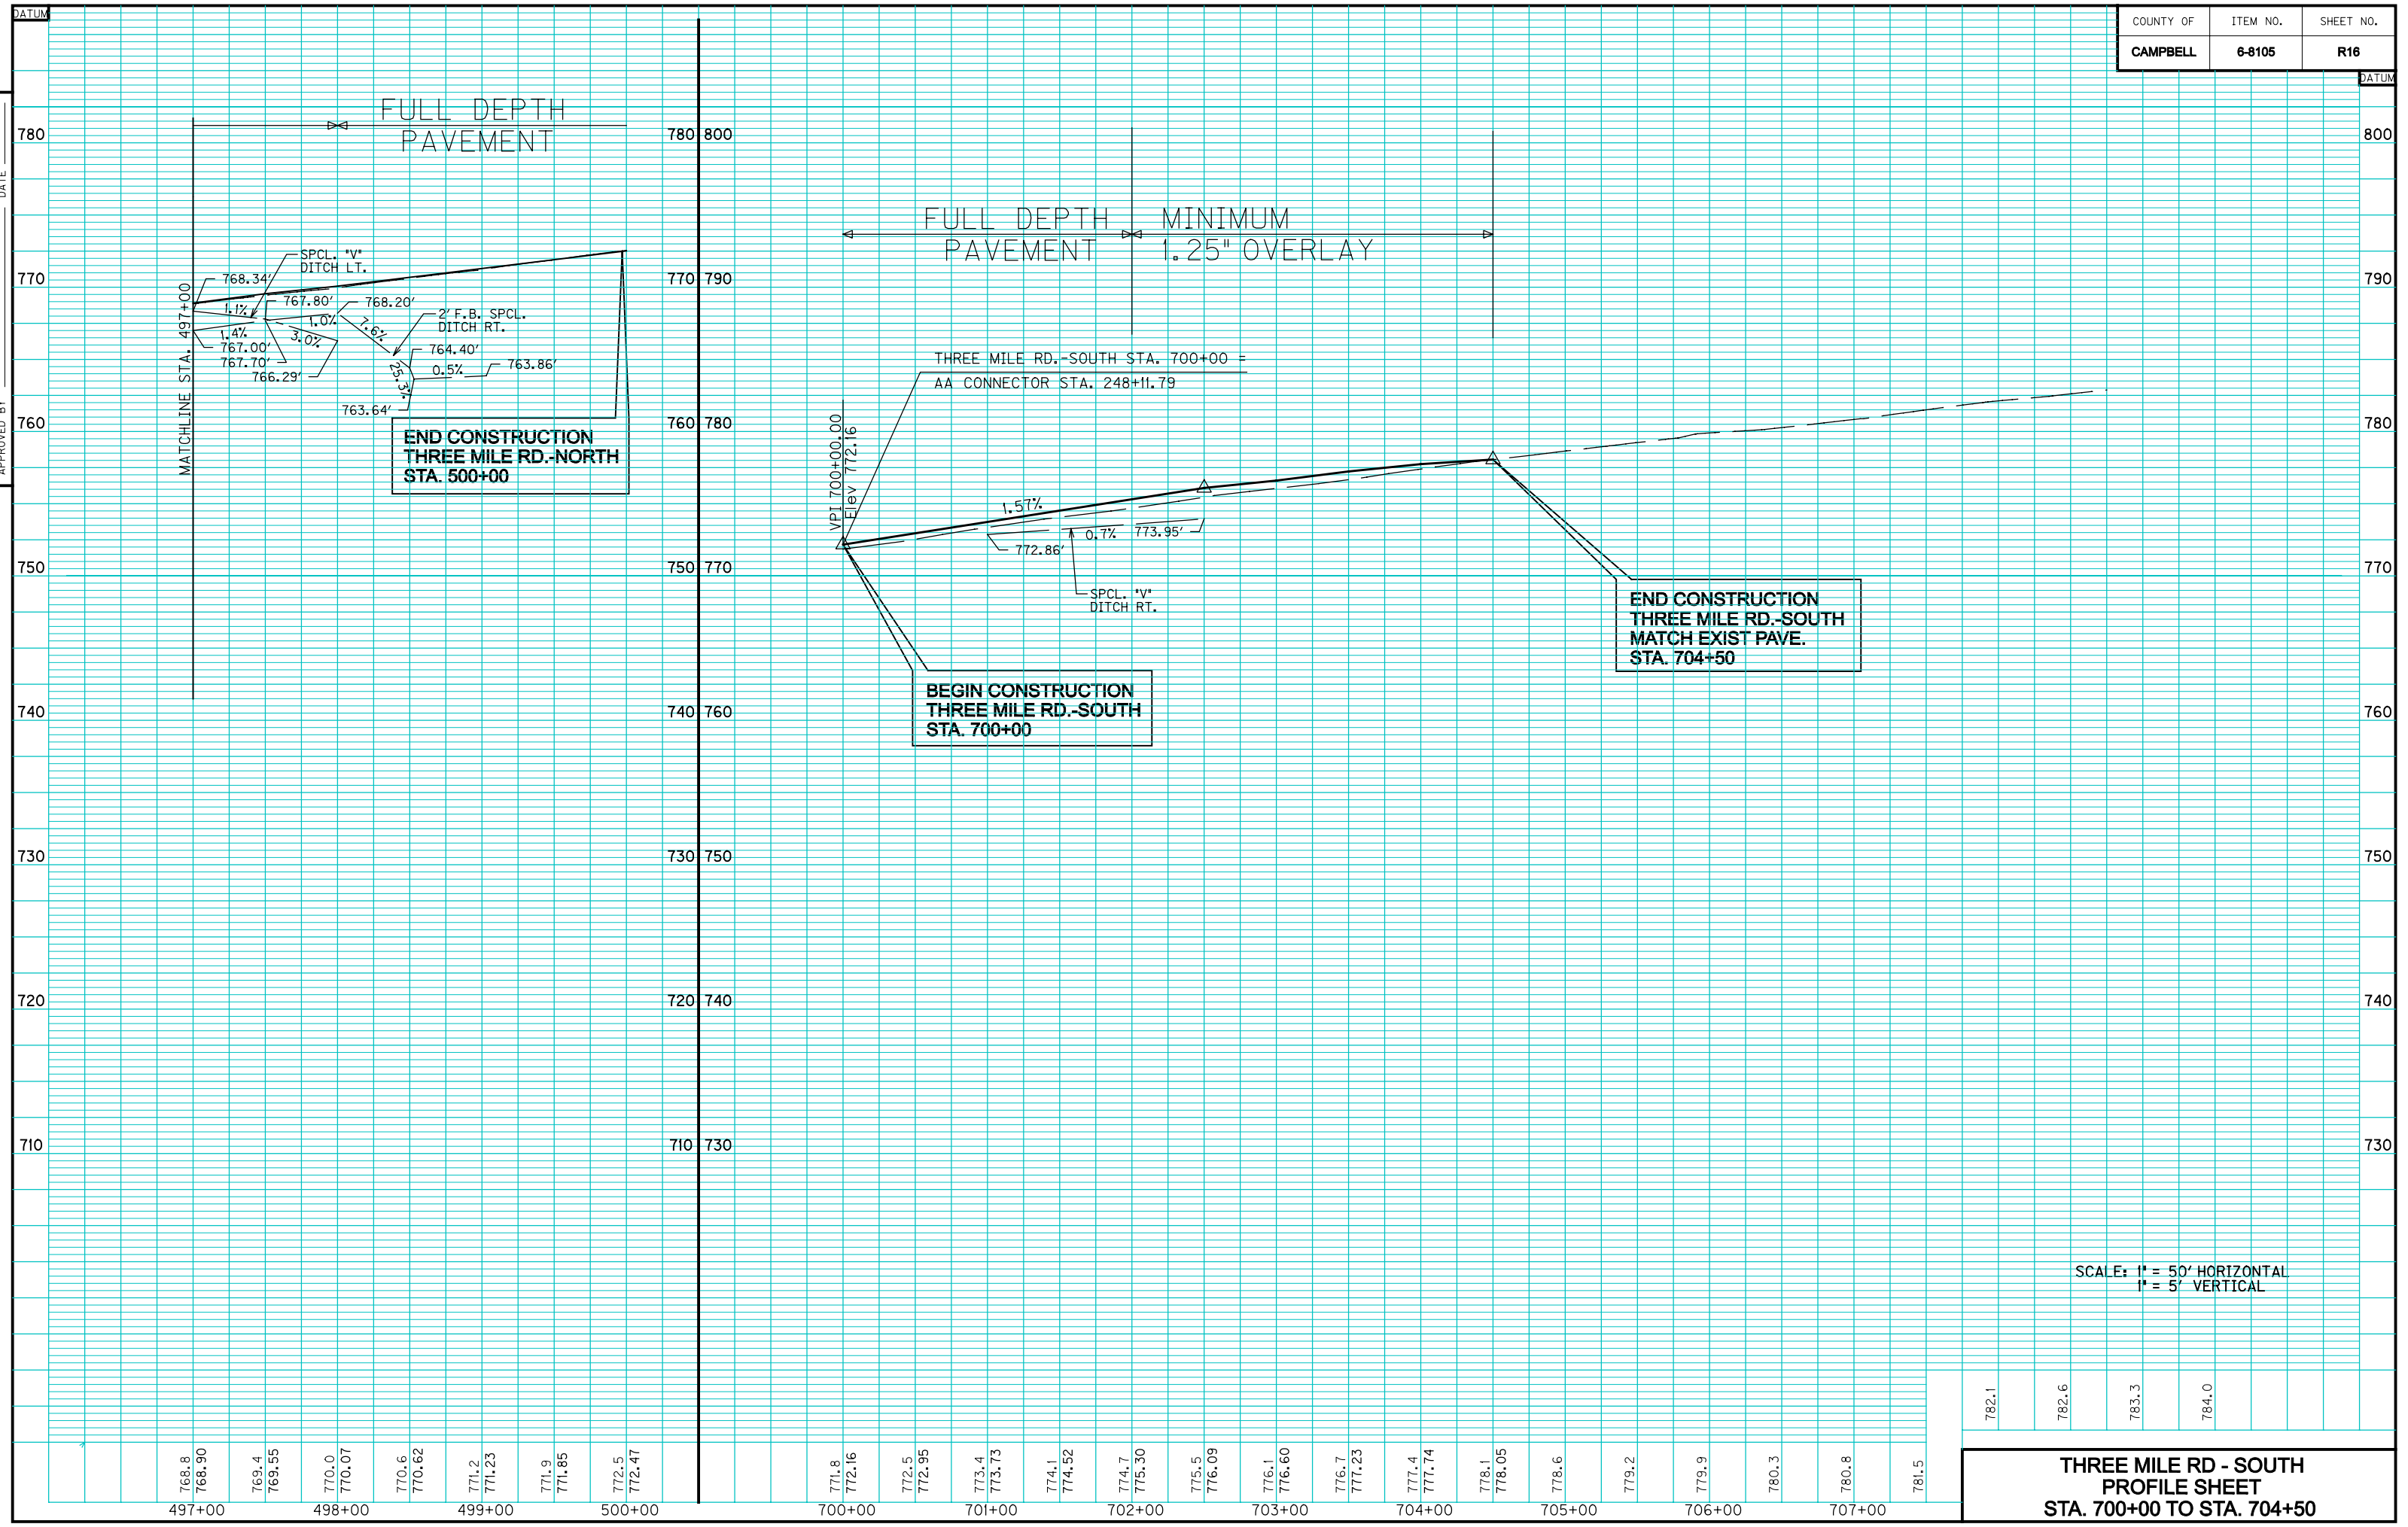 DATUM
COUNTY OF
ITEM NO.
SHEET NO.
CAMPBELL
6-8105
R16
DATUM
DATE
APPROVED BY
FULL DEPTH
PAVEMENT
780
780
800
800
FULL DEPTH
PAVEMENT
MINIMUM
1.25" OVERLAY
SPCL. "V"
DITCH LT.
770
768.34'
770
790
790
767.80'
768.20'
1.1%
1.0%
7.6%
2' F.B. SPCL.
DITCH RT.
1.4%
3.0%
767.00'
767.70'
766.29'
764.40'
0.5%
763.86'
25.3%
763.64'
MATCHLINE STA. 497+00
THREE MILE RD.-SOUTH STA. 700+00 =
AA CONNECTOR STA. 248+11.79
760
760
780
780
END CONSTRUCTION
THREE MILE RD.-NORTH
STA. 500+00
VPI 700+00.00
Elev 772.16
1.57%
0.7%
773.95'
772.86'
750
750
770
770
SPCL. "V"
DITCH RT.
END CONSTRUCTION
THREE MILE RD.-SOUTH
MATCH EXIST PAVE.
STA. 704+50
BEGIN CONSTRUCTION
THREE MILE RD.-SOUTH
STA. 700+00
740
740
760
760
730
730
750
750
720
720
740
740
710
710
730
730
SCALE: 1" = 50' HORIZONTAL
1" = 5' VERTICAL
768.8
768.90
769.4
769.55
770.0
770.07
770.6
770.62
771.2
771.23
771.9
771.85
772.5
772.47
771.8
772.16
772.5
772.95
773.4
773.73
774.1
774.52
774.7
775.30
775.5
776.09
776.1
776.60
776.7
777.23
777.4
777.74
778.1
778.05
778.6
779.2
779.9
780.3
780.8
781.5
782.1
782.6
783.3
784.0
497+00
498+00
499+00
500+00
700+00
701+00
702+00
703+00
704+00
705+00
706+00
707+00
THREE MILE RD - SOUTH
PROFILE SHEET
STA. 700+00 TO STA. 704+50